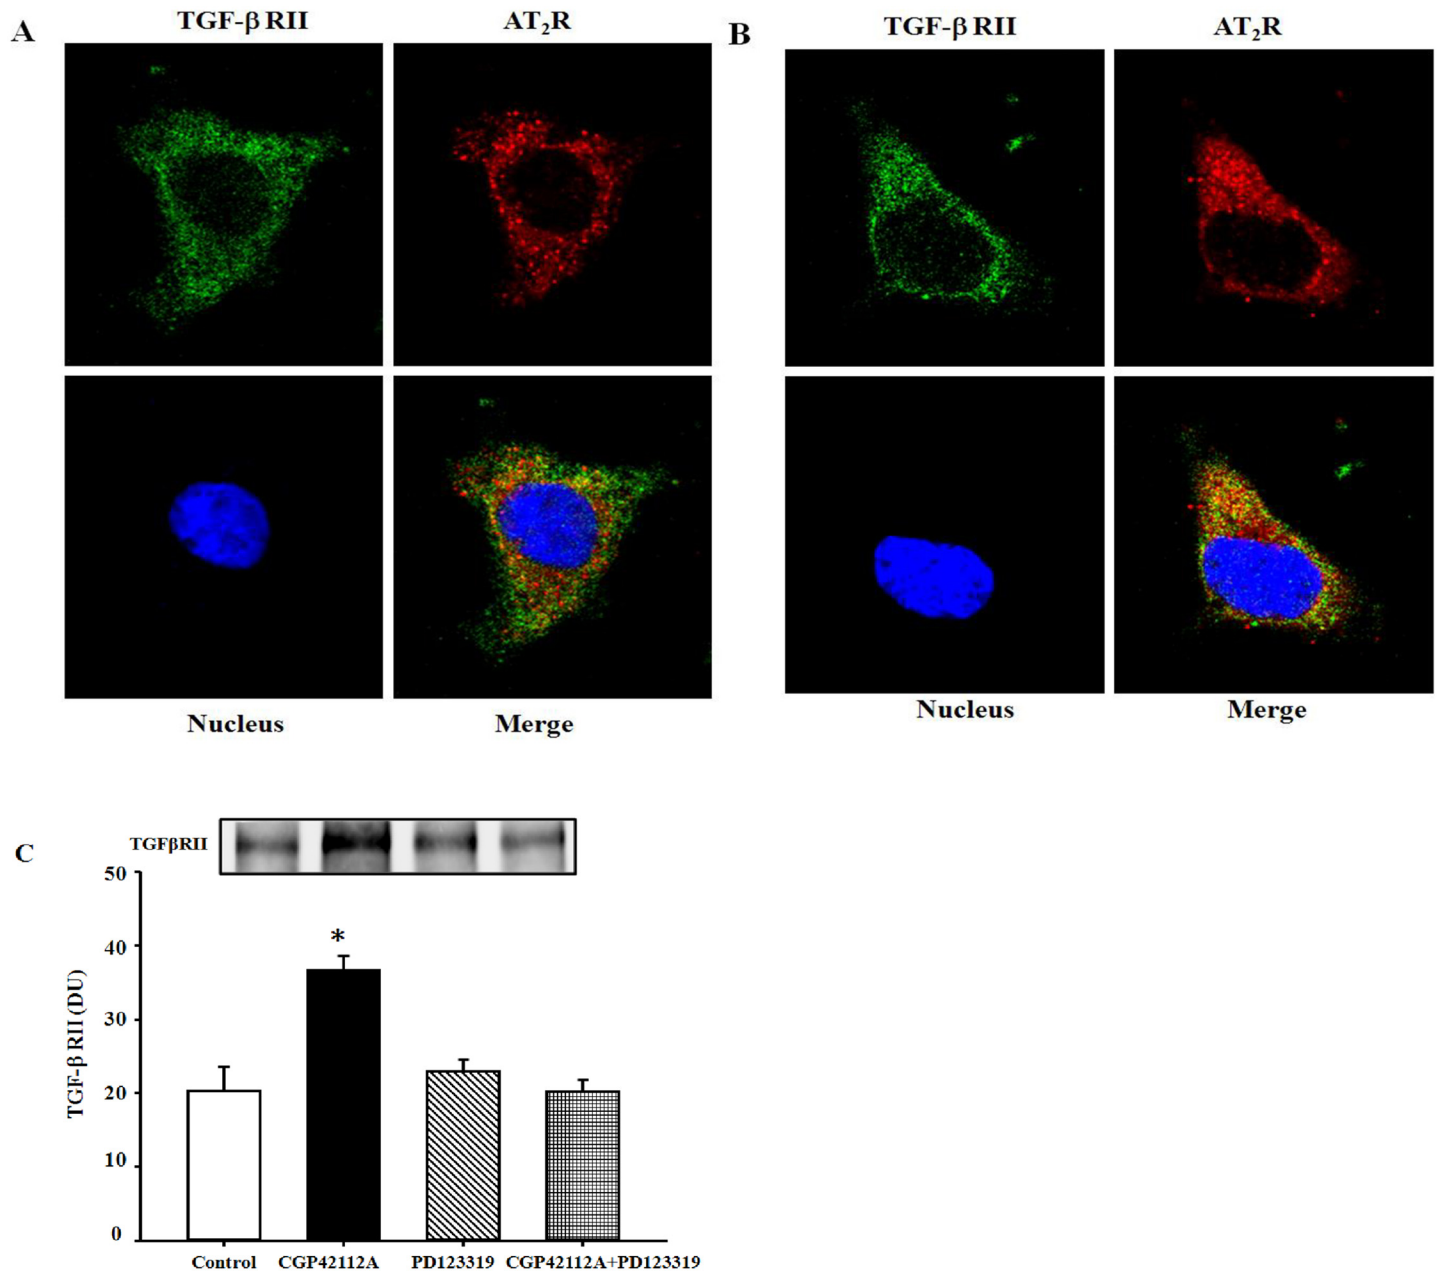 A
TGF-β RII
AT₂R
Nucleus
Merge
B
TGF-β RII
AT₂R
Nucleus
Merge
C
TGFβRII
TGF-β RII (DU)
50
40
30
20
10
0
*
Control
CGP42112A
PD123319
CGP42112A+PD123319